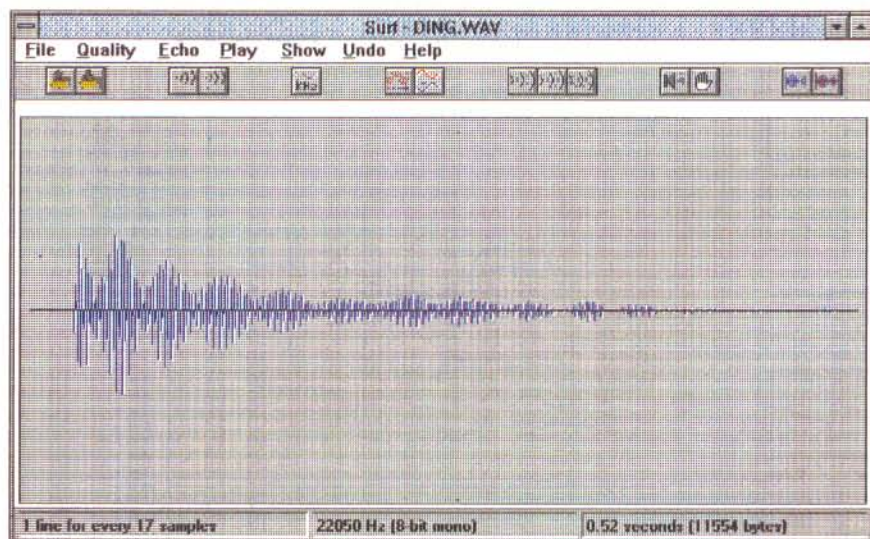 Surf - DING.WAV
File Quality Echo Play Show Undo Help
kHz
1 line for every 17 samples 22050 Hz (8-bit mono) 0.52 seconds (11554 bytes)